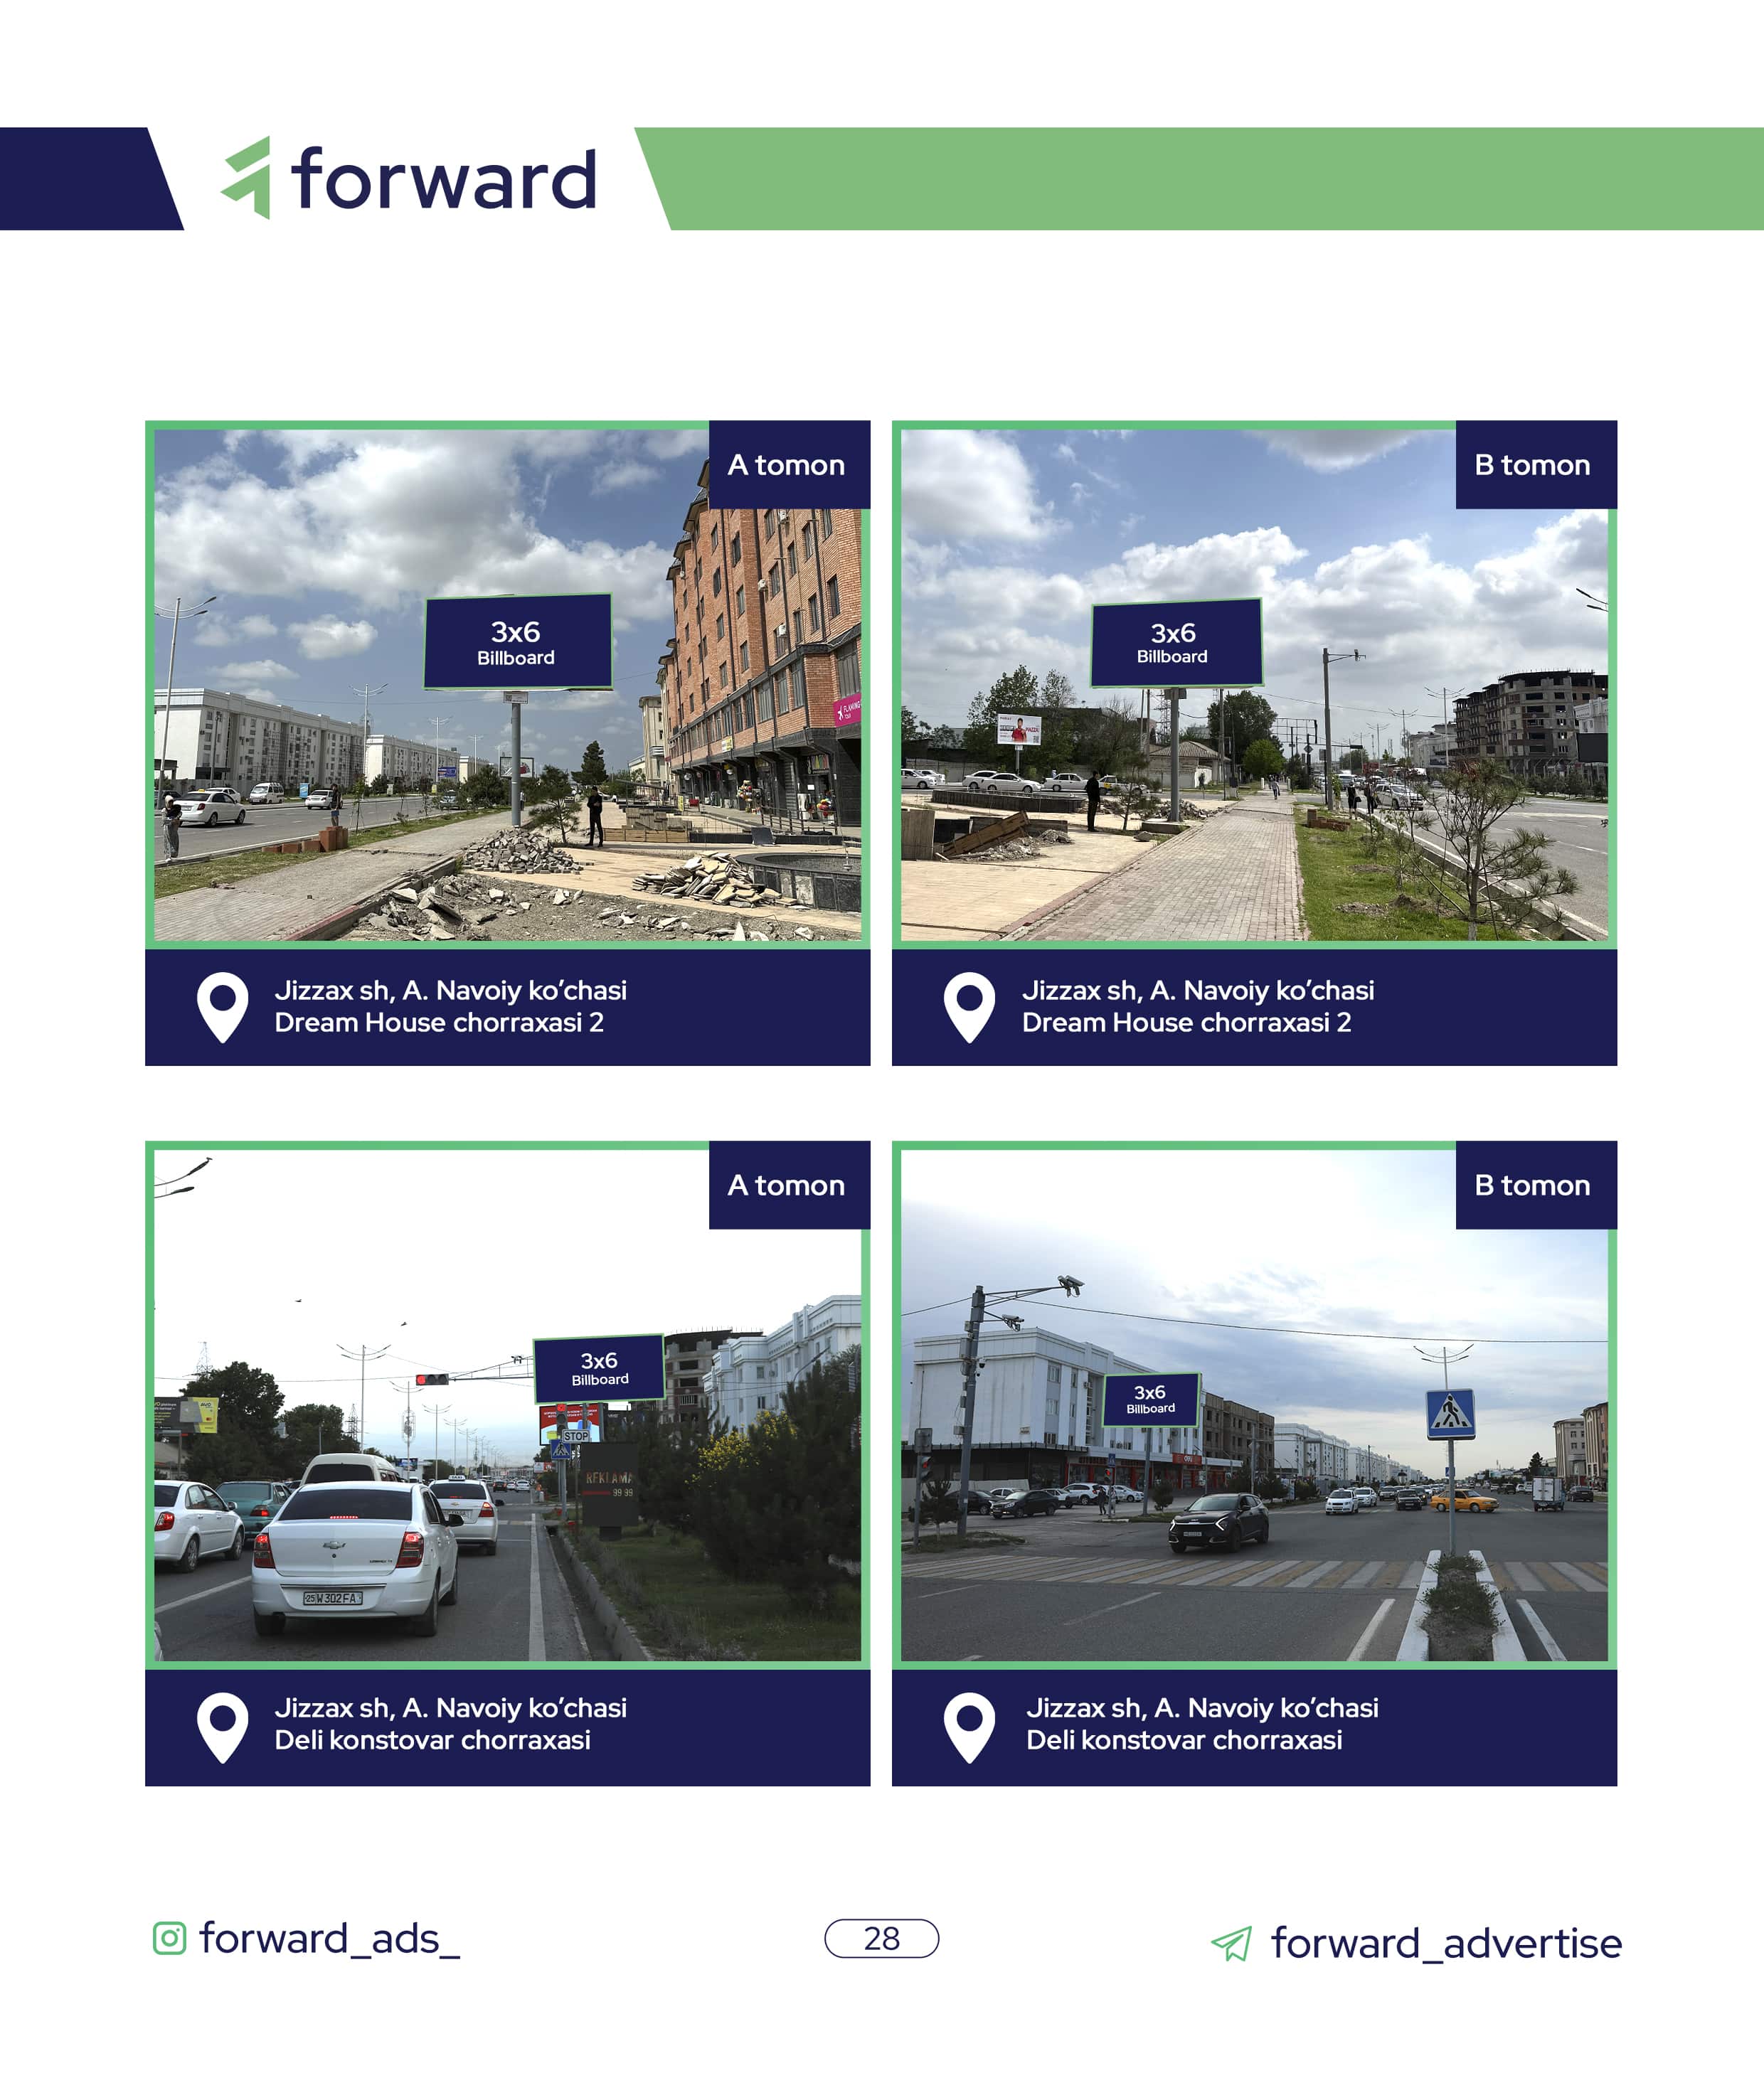 forward
A tomon
3x6
Billboard
Jizzax sh, A. Navoiy ko‘chasi
Dream House chorraxasi 2
B tomon
3x6
Billboard
Jizzax sh, A. Navoiy ko‘chasi
Dream House chorraxasi 2
A tomon
3x6
Billboard
STOP
REKLAMA
99 99
25 W 302 FA
Jizzax sh, A. Navoiy ko‘chasi
Deli konstovar chorraxasi
B tomon
3x6
Billboard
Jizzax sh, A. Navoiy ko‘chasi
Deli konstovar chorraxasi
forward_ads_
28
forward_advertise